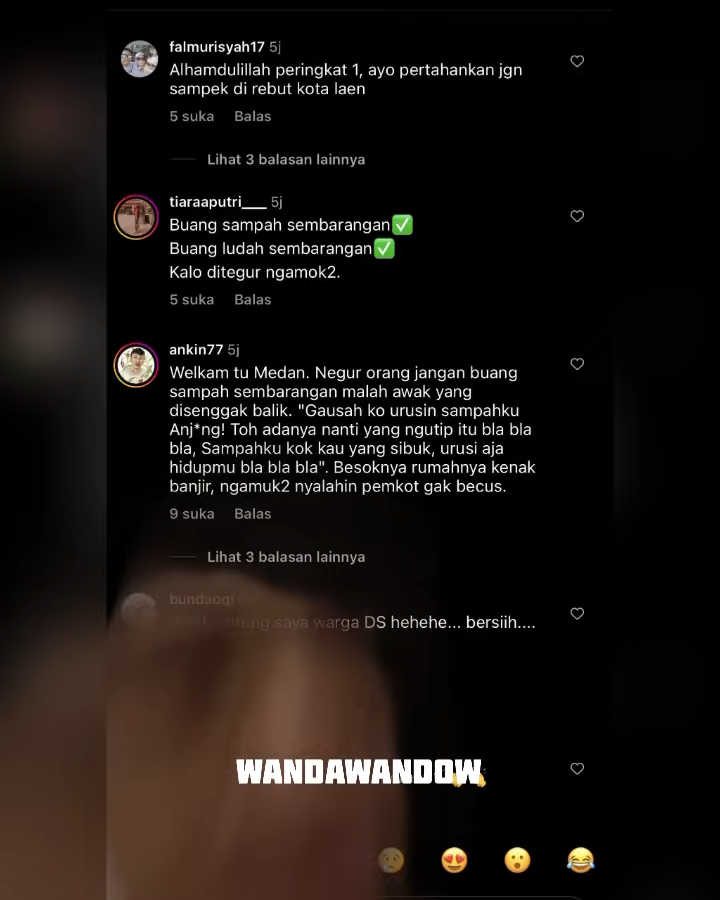 falmurisyah17 5j
Alhamdulillah peringkat 1, ayo pertahankan jgn
sampek di rebut kota laen
5 suka Balas
Lihat 3 balasan lainnya
tiaraaputri___ 5j
Buang sampah sembarangan✅
Buang ludah sembarangan✅
Kalo ditegur ngamok2.
5 suka Balas
ankin77 5j
Welkam tu Medan. Negur orang jangan buang
sampah sembarangan malah awak yang
disenggak balik. "Gausah ko urusin sampahku
Anj*ng! Toh adanya nanti yang ngutip itu bla bla
bla, Sampahku kok kau yang sibuk, urusi aja
hidupmu bla bla bla". Besoknya rumahnya kenak
banjir, ngamuk2 nyalahin pemkot gak becus.
9 suka Balas
Lihat 3 balasan lainnya
bundaoqi
saya warga DS hehehe... bersiih....
WANDAWANDOW